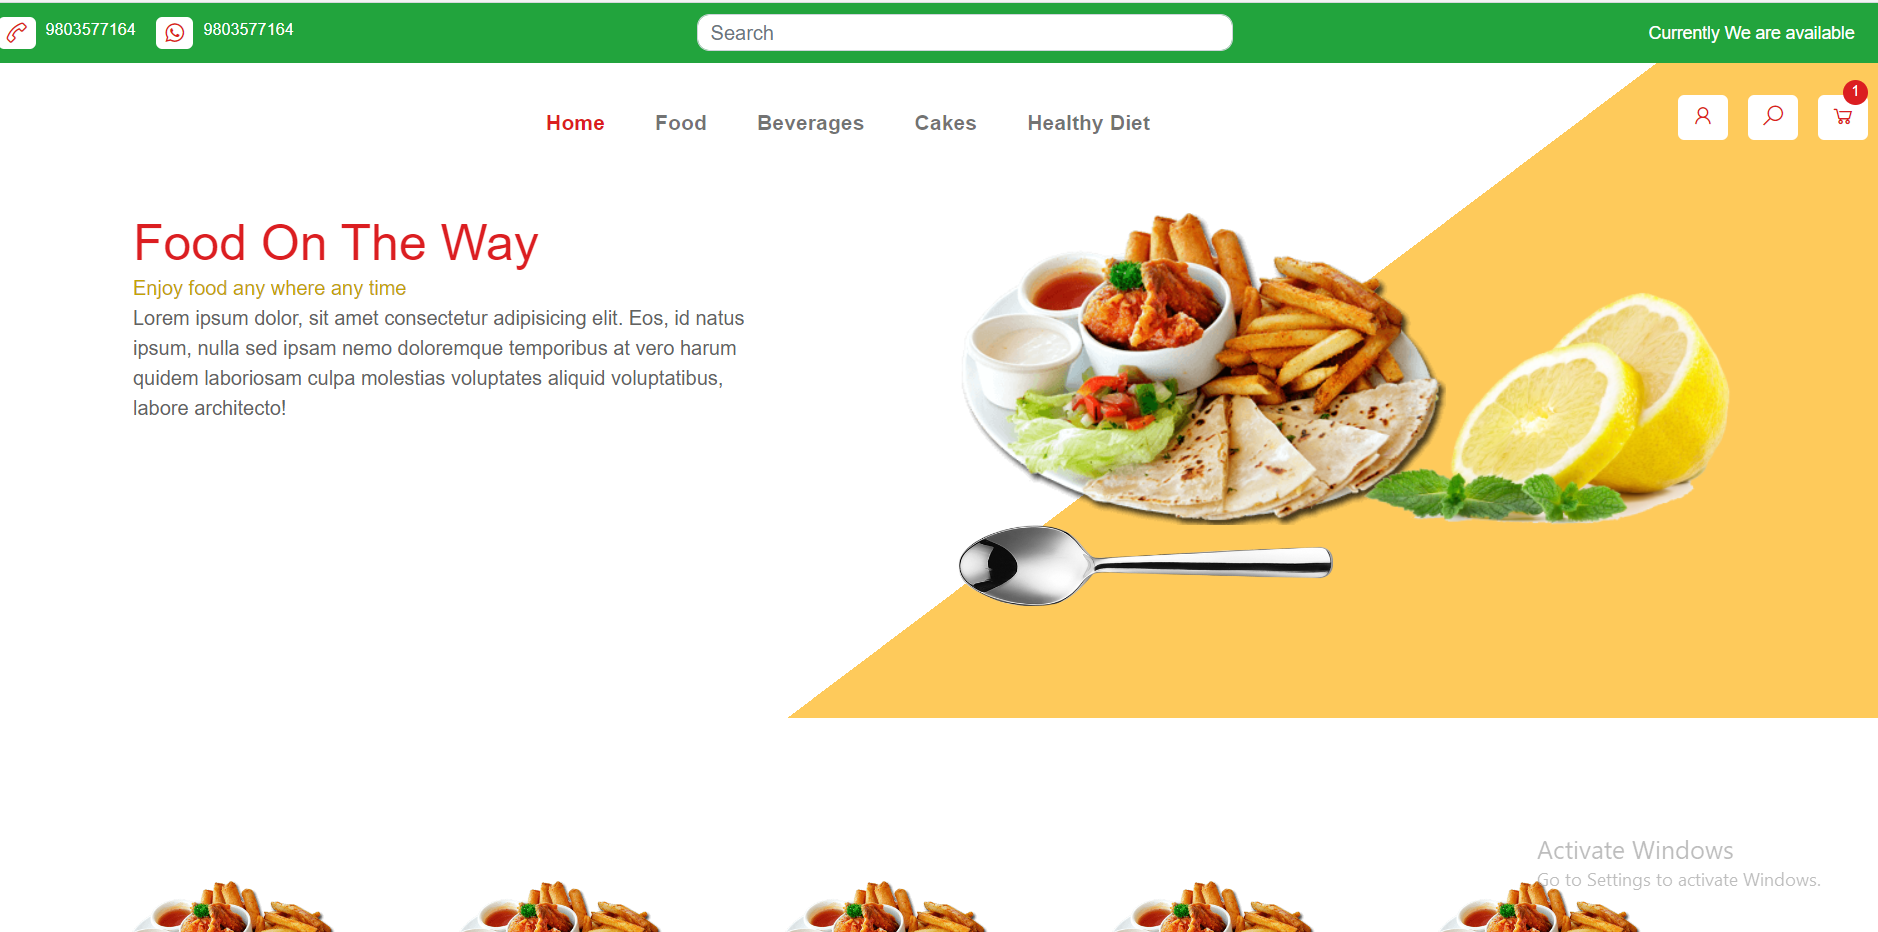 9803577164
9803577164
Search
Currently We are available
1
Home
Food
Beverages
Cakes
Healthy Diet
Food On The Way
Enjoy food any where any time
Lorem ipsum dolor, sit amet consectetur adipisicing elit. Eos, id natus
ipsum, nulla sed ipsam nemo doloremque temporibus at vero harum
quidem laboriosam culpa molestias voluptates aliquid voluptatibus,
labore architecto!
Activate Windows
Go to Settings to activate Windows.